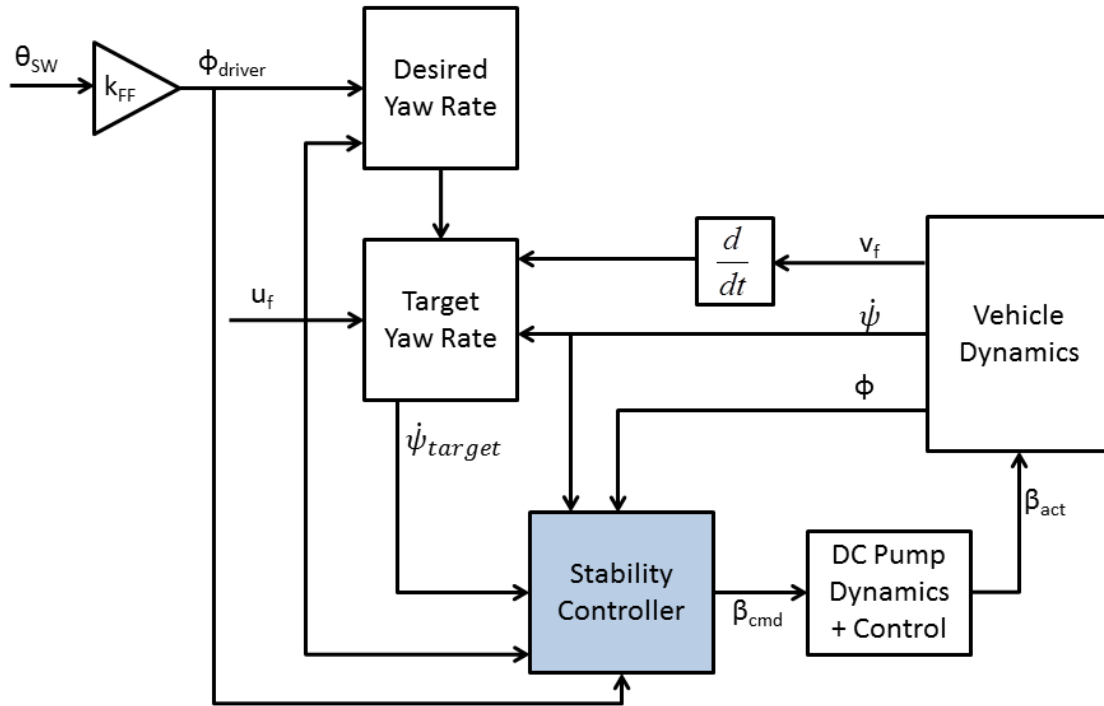 θSW
kFF
ϕdriver
Desired
Yaw Rate
uf
Target
Yaw Rate
d
dt
vf
ψ̇
ϕ
Vehicle
Dynamics
ψ̇target
βact
Stability
Controller
βcmd
DC Pump
Dynamics
+ Control